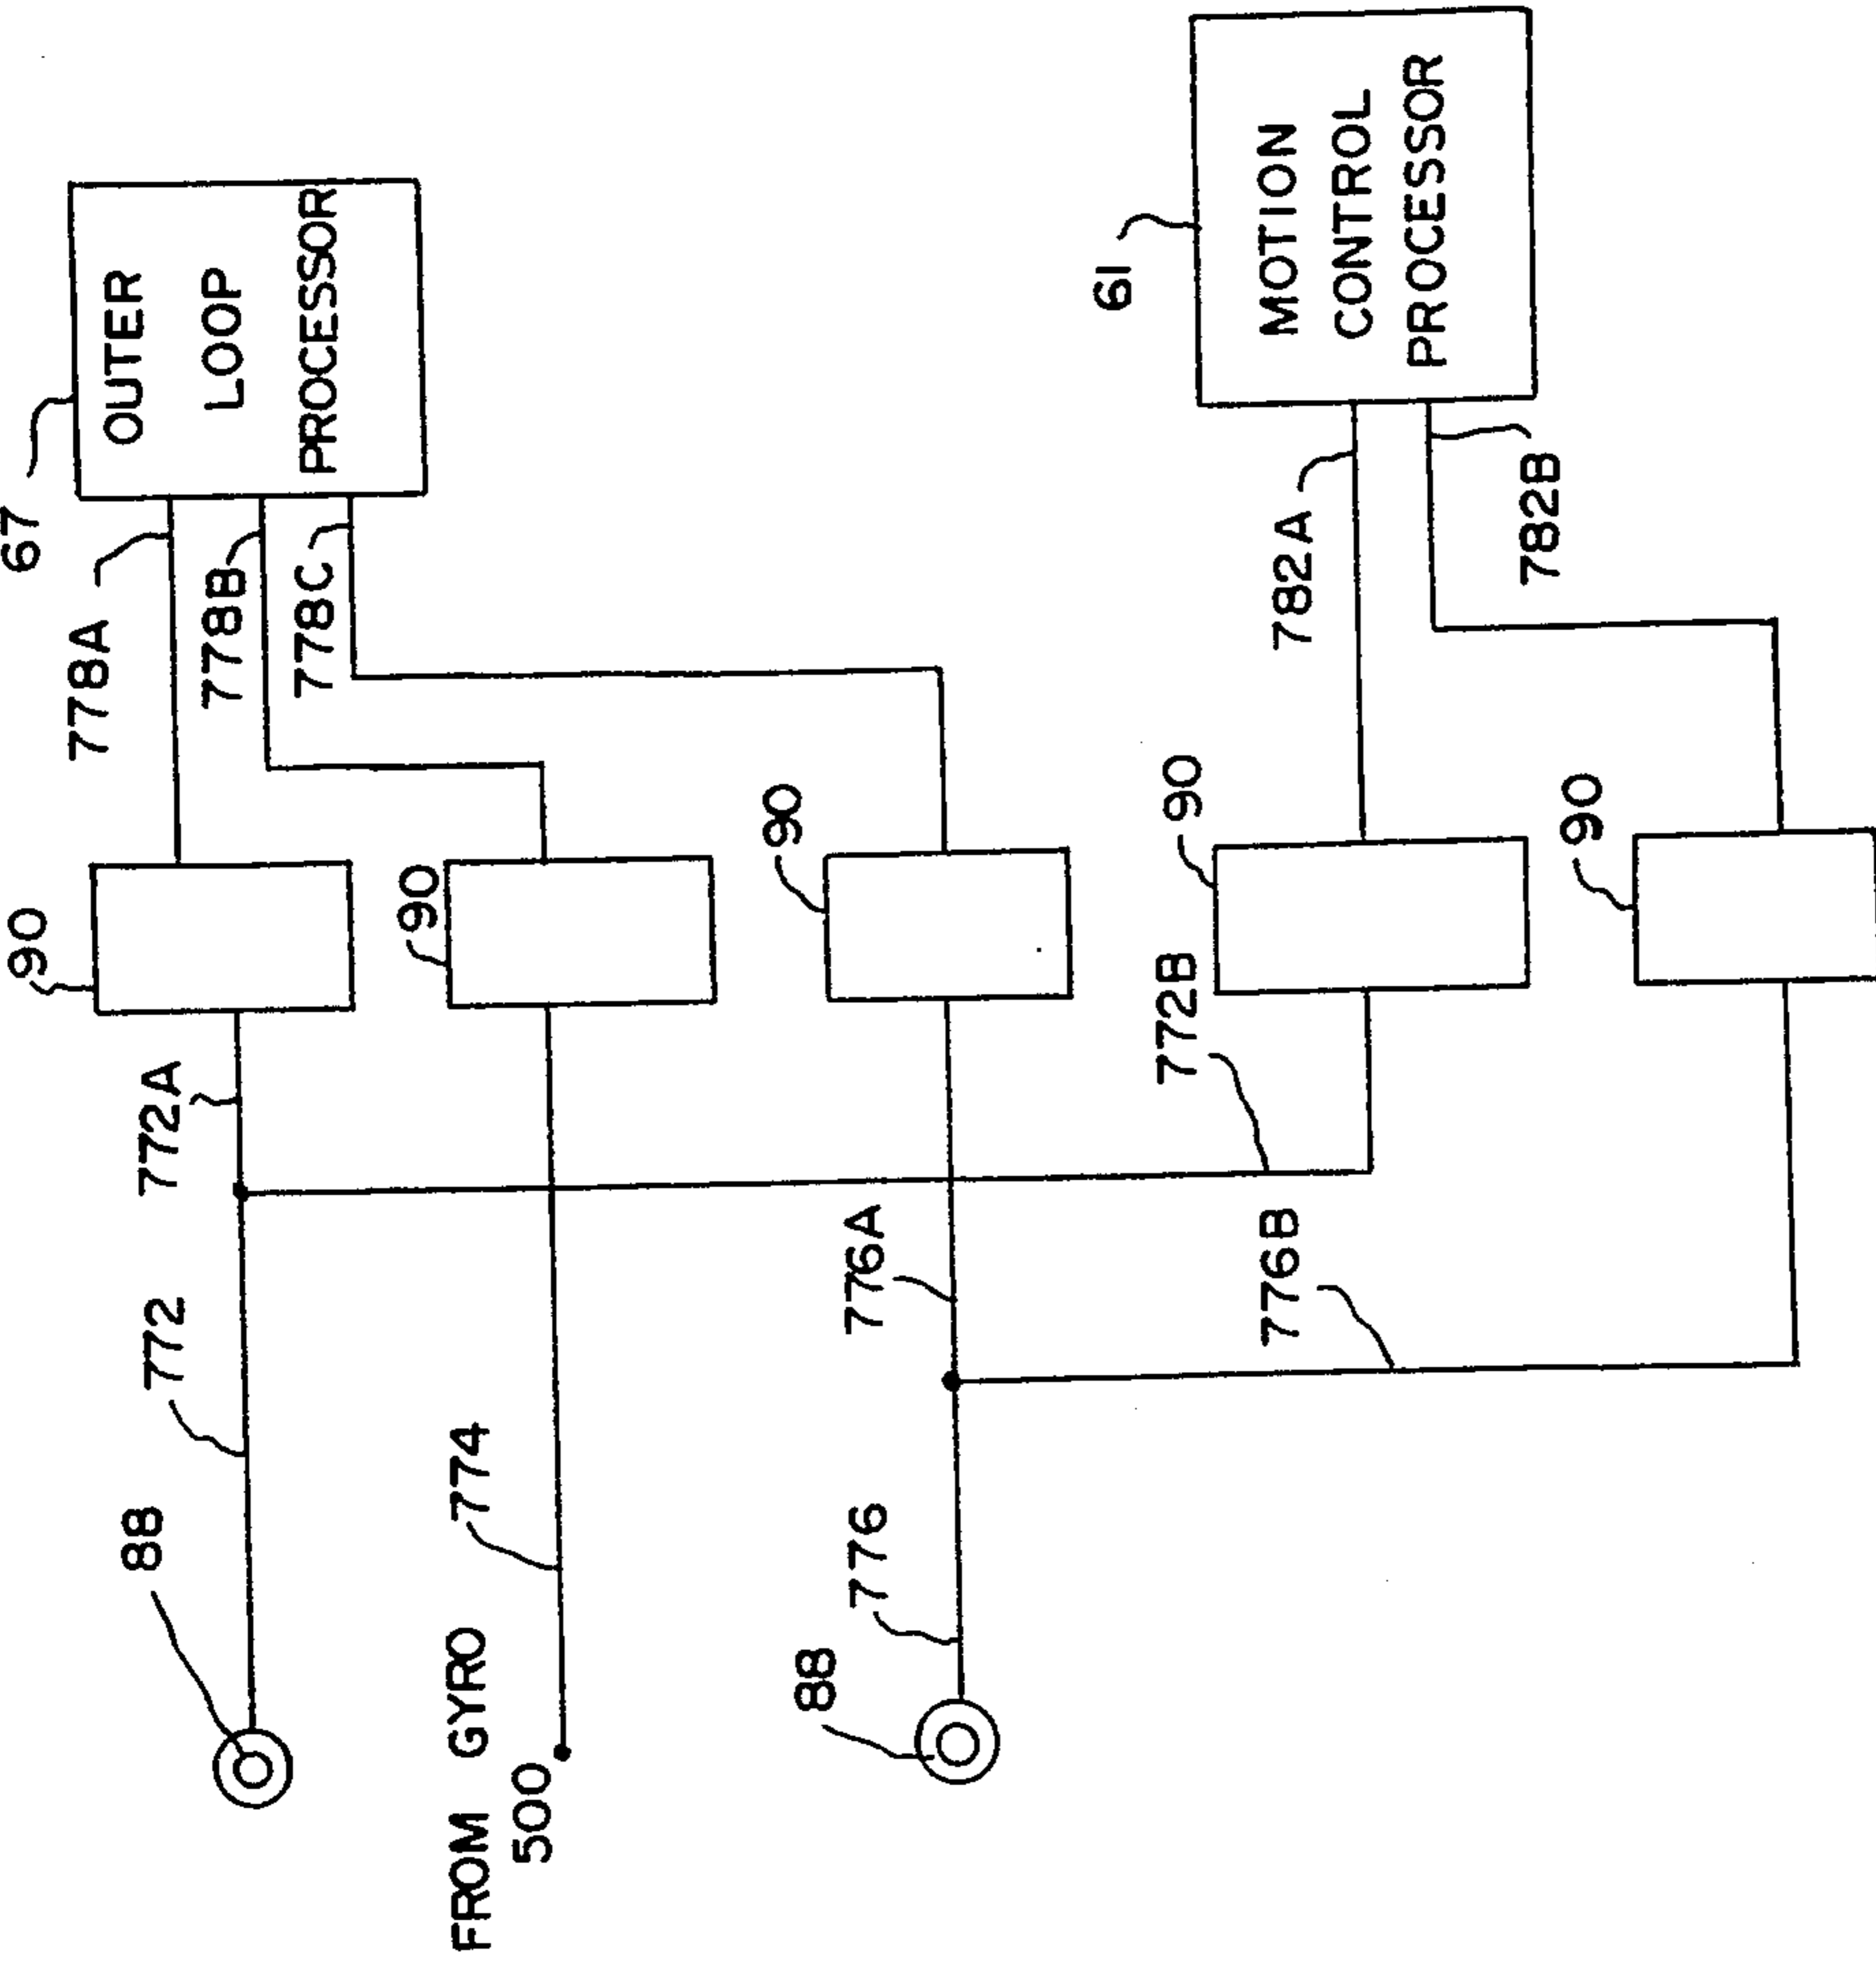 67
OUTER
LOOP
PROCESSOR
778A
778B
778C
90
90
90
772A
772
88
774
FROM GYRO
500
776A
776
88
61
MOTION
CONTROL
PROCESSOR
782A
782B
90
90
772B
776B